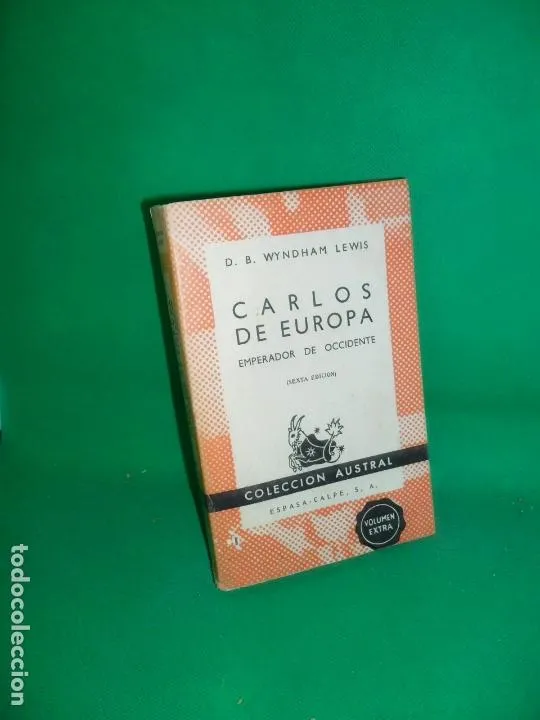 D. B. WYNDHAM LEWIS
CARLOS
DE EUROPA
EMPERADOR DE OCCIDENTE
(SEXTA EDICION)
COLECCION AUSTRAL
ESPASA-CALPE, S. A.
VOLUMEN
EXTRA
todocoleccion